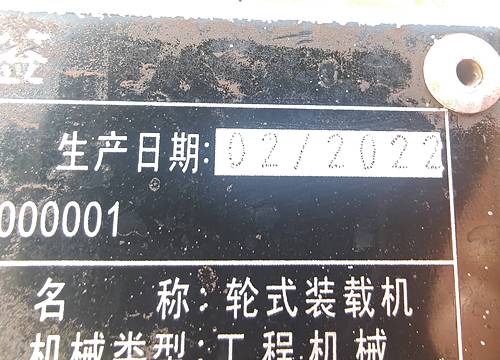 签
生产日期: 02/2022
000001
名 称: 轮式装载机
机械类型: 工程机械